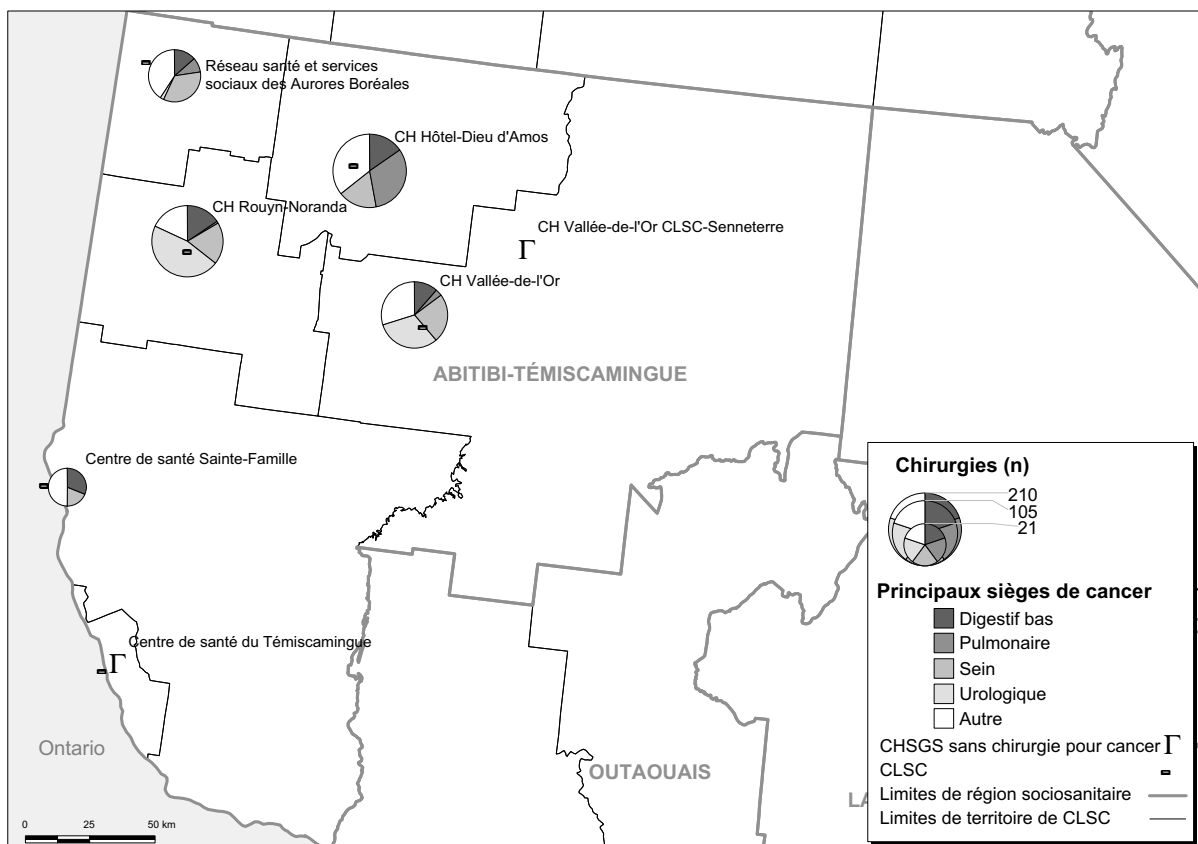 Réseau santé et services
sociaux des Aurores Boréales
CH Hôtel-Dieu d'Amos
CH Rouyn-Noranda
CH Vallée-de-l'Or CLSC-Senneterre
Γ
CH Vallée-de-l'Or
ABITIBI-TÉMISCAMINGUE
Centre de santé Sainte-Famille
Centre de santé du Témiscamingue
Γ
Ontario
OUTAOUAIS
LA
0 25 50 km
Chirurgies (n)
210
105
21
Principaux sièges de cancer
Digestif bas
Pulmonaire
Sein
Urologique
Autre
CHSGS sans chirurgie pour cancer Γ
CLSC
Limites de région sociosanitaire
Limites de territoire de CLSC